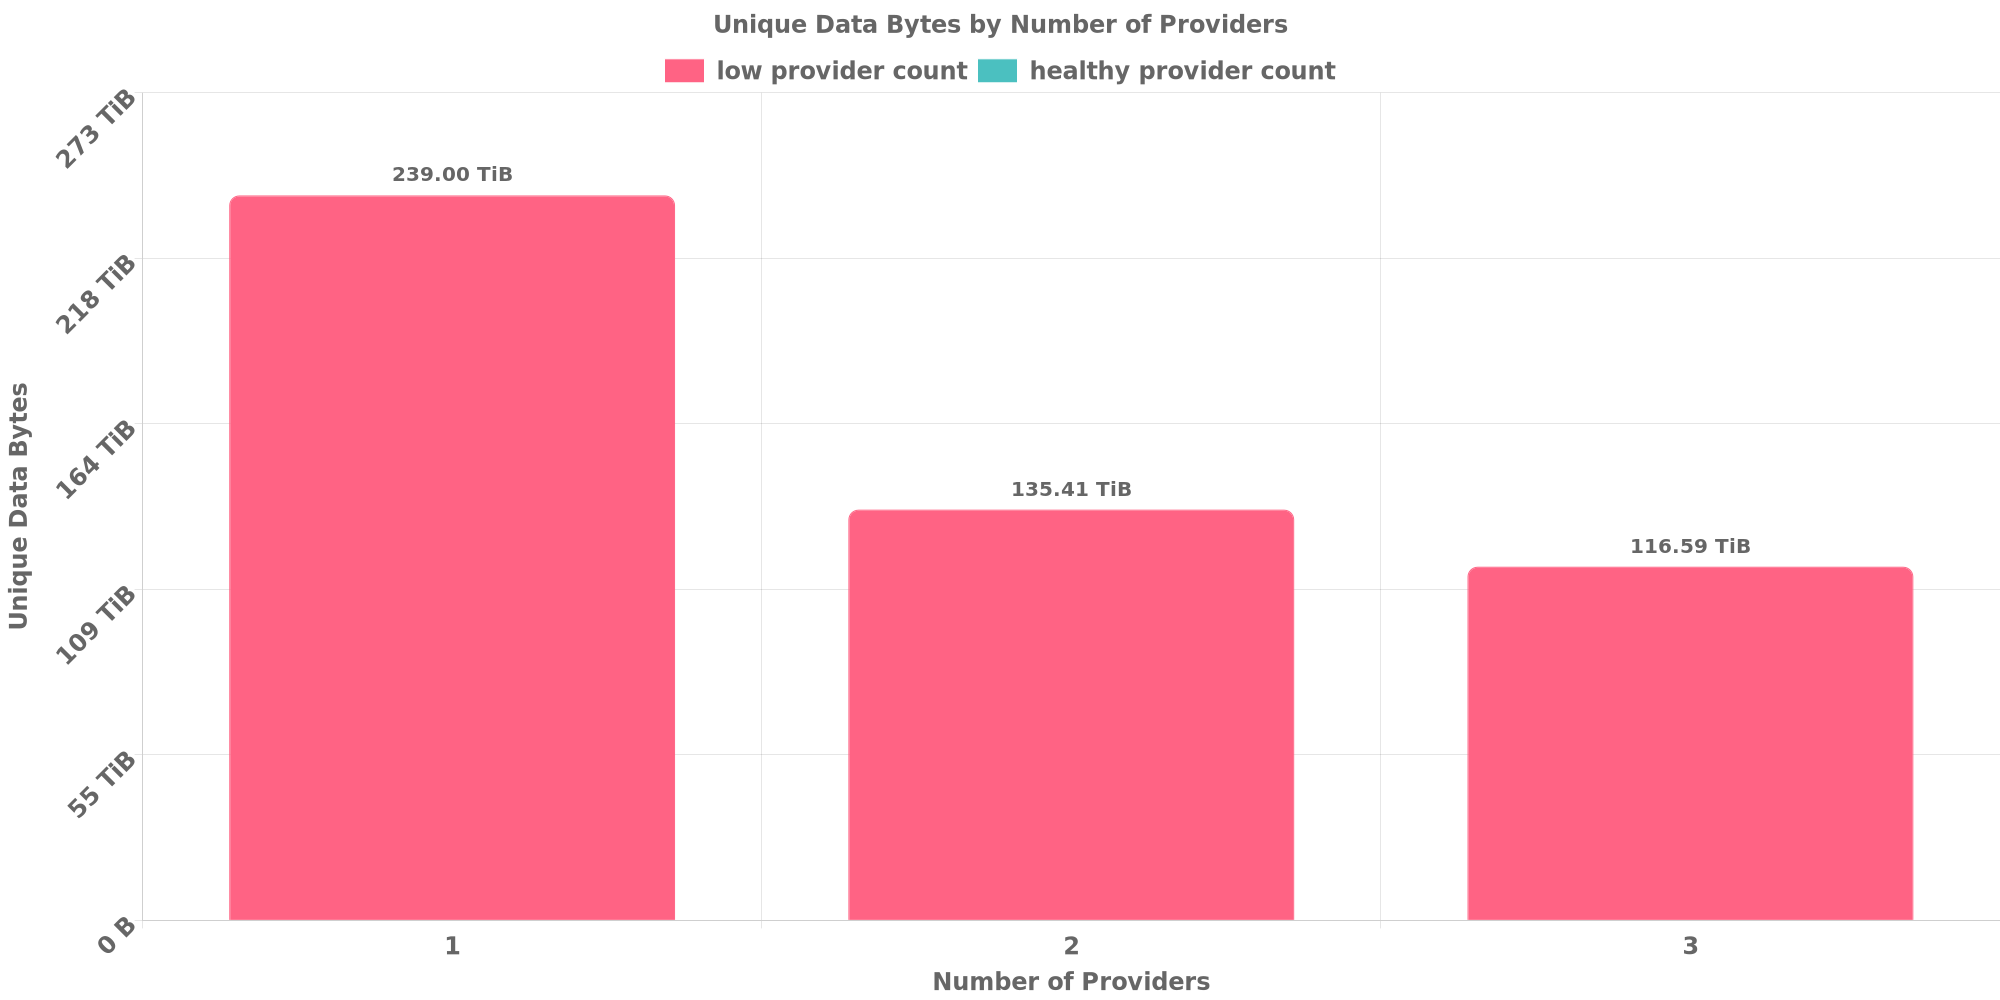 Unique Data Bytes by Number of Providers
low provider count healthy provider count
273 TiB
239.00 TiB
218 TiB
164 TiB
135.41 TiB
116.59 TiB
109 TiB
55 TiB
0 B
Unique Data Bytes
1 2 3
Number of Providers